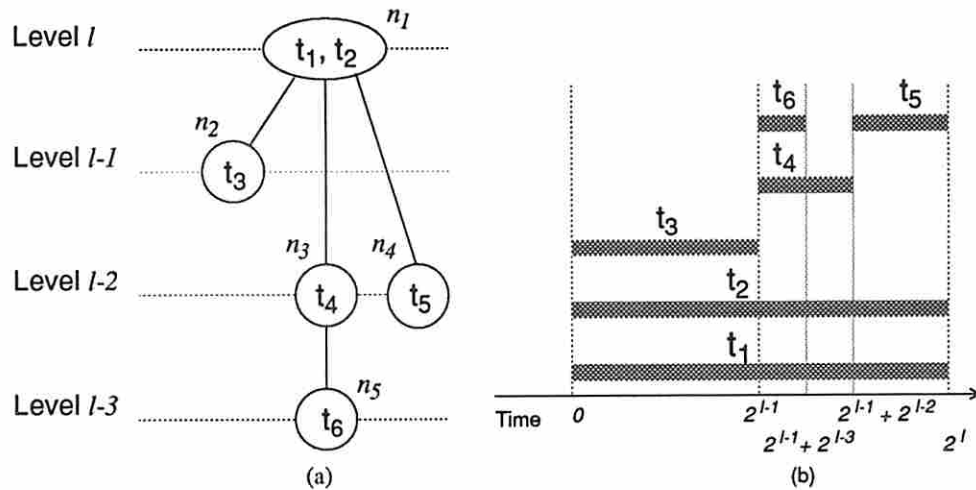 Level l
n1
t1, t2
n2
Level l-1
t3
n3
n4
Level l-2
t4
t5
n5
Level l-3
t6
(a)
t6
t5
t4
t3
t2
t1
Time
0
2^l-1
2^l-1 + 2^l-3
2^l-1 + 2^l-2
2^l
(b)